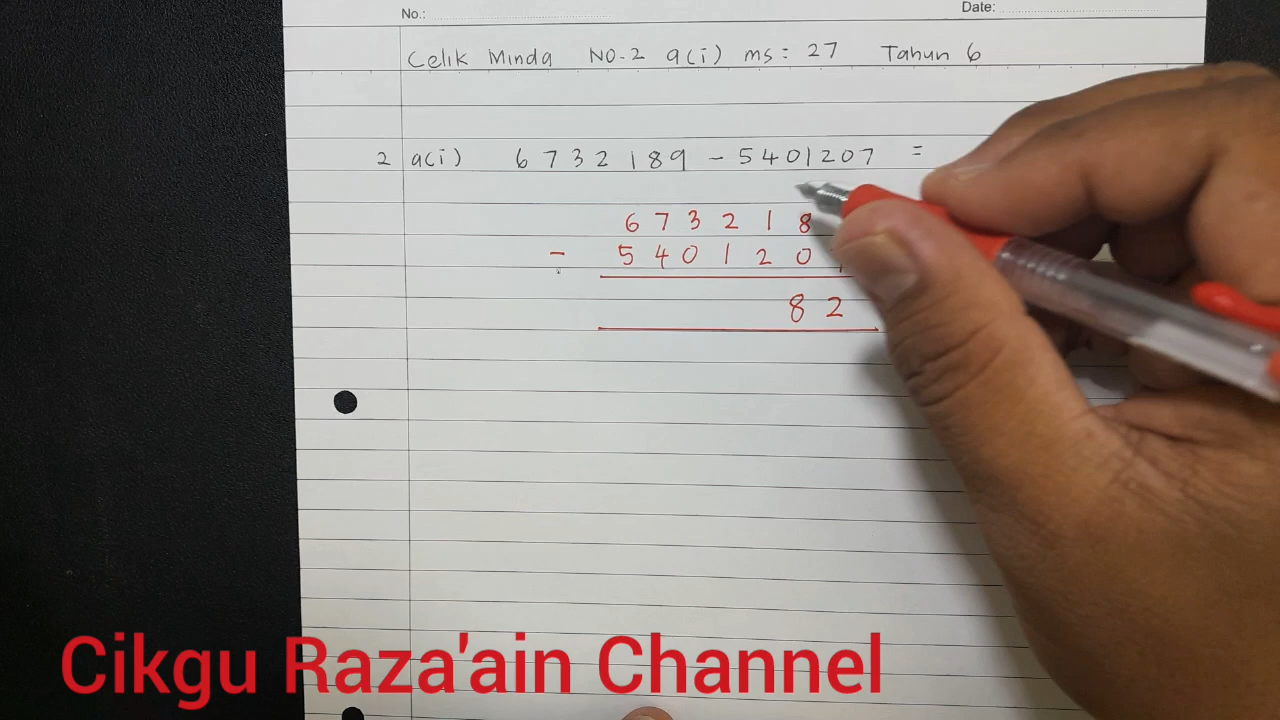 No.: Date:
Celik Minda NO.2 a(i) ms: 27 Tahun 6
2 a(i) 6732189 - 5401207 =
6 7 3 2 1 8
- 5 4 0 1 2 0
8 2
Cikgu Raza'ain Channel